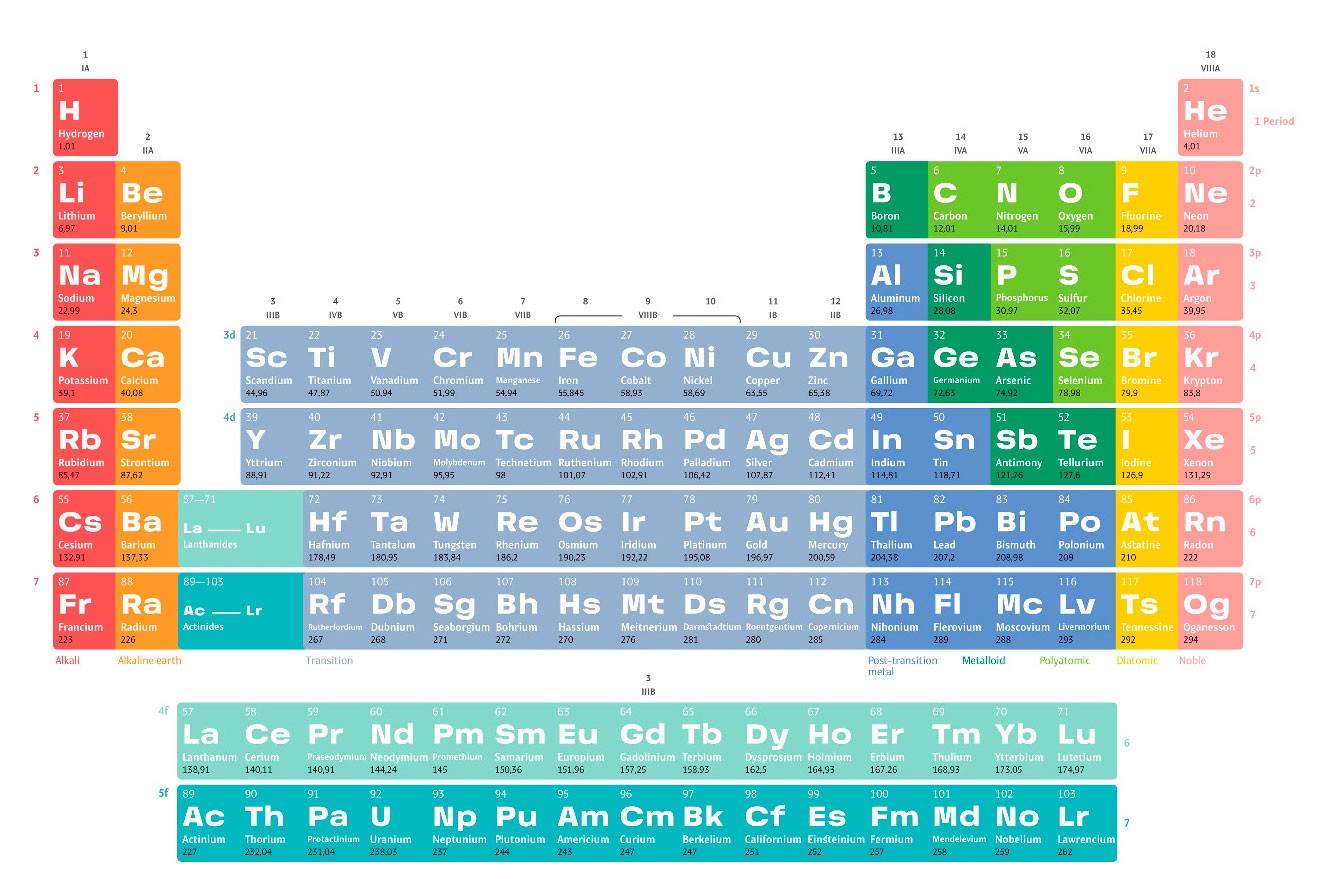 1 18
IA VIIIA
1 1 2 1s
H He
Hydrogen Helium 1 Period
1,01 4,01
2 13 14 15 16 17
IIA IIIA IVA VA VIA VIIA
2 3 4 5 6 7 8 9 10 2p
Li Be B C N O F Ne 2
Lithium Beryllium Boron Carbon Nitrogen Oxygen Fluorine Neon
6,97 9,01 10,81 12,01 14,01 15,99 18,99 20,18
3 11 12 13 14 15 16 17 18 3p
Na Mg Al Si P S Cl Ar 3
Sodium Magnesium Aluminum Silicon Phosphorus Sulfur Chlorine Argon
22,99 24,3 26,98 28,08 30,97 32,07 35,45 39,95
3 4 5 6 7 8 9 10 11 12
IIIB IVB VB VIB VIIB VIIIB IB IIB
4 19 20 3d 21 22 23 24 25 26 27 28 29 30 31 32 33 34 35 36 4p
K Ca Sc Ti V Cr Mn Fe Co Ni Cu Zn Ga Ge As Se Br Kr 4
Potassium Calcium Scandium Titanium Vanadium Chromium Manganese Iron Cobalt Nickel Copper Zinc Gallium Germanium Arsenic Selenium Bromine Krypton
39,1 40,08 44,96 47,87 50,94 51,99 54,94 55,845 58,93 58,69 63,55 65,38 69,72 72,63 74,92 78,98 79,9 83,8
5 37 38 4d 39 40 41 42 43 44 45 46 47 48 49 50 51 52 53 54 5p
Rb Sr Y Zr Nb Mo Tc Ru Rh Pd Ag Cd In Sn Sb Te I Xe 5
Rubidium Strontium Yttrium Zirconium Niobium Molybdenum Technetium Ruthenium Rhodium Palladium Silver Cadmium Indium Tin Antimony Tellurium Iodine Xenon
85,47 87,62 88,91 91,22 92,91 95,95 98 101,07 102,91 106,42 107,87 112,41 114,81 118,71 121,76 127,6 126,9 131,29
6 55 56 57—71 72 73 74 75 76 77 78 79 80 81 82 83 84 85 86 6p
Cs Ba La — Lu Hf Ta W Re Os Ir Pt Au Hg Tl Pb Bi Po At Rn 6
Cesium Barium Lanthanides Hafnium Tantalum Tungsten Rhenium Osmium Iridium Platinum Gold Mercury Thallium Lead Bismuth Polonium Astatine Radon
132,91 137,33 178,49 180,95 183,84 186,2 190,23 192,22 195,08 196,97 200,59 204,38 207,2 208,98 209 210 222
7 87 88 89—103 104 105 106 107 108 109 110 111 112 113 114 115 116 117 118 7p
Fr Ra Ac — Lr Rf Db Sg Bh Hs Mt Ds Rg Cn Nh Fl Mc Lv Ts Og 7
Francium Radium Actinides Rutherfordium Dubnium Seaborgium Bohrium Hassium Meitnerium Darmstadtium Roentgentium Copernicium Nihonium Flerovium Moscovium Livermorium Tennessine Oganesson
223 226 267 268 271 272 270 276 281 280 285 284 289 288 293 292 294
Alkali Alkaline earth Transition Post-transition Metalloid Polyatomic Diatomic Noble
metal
3
IIIB
4f 57 58 59 60 61 62 63 64 65 66 67 68 69 70 71
La Ce Pr Nd Pm Sm Eu Gd Tb Dy Ho Er Tm Yb Lu 6
Lanthanum Cerium Praseodymium Neodymium Promethium Samarium Europium Gadolinium Terbium Dysprosium Holmium Erbium Thulium Ytterbium Lutetium
138,91 140,11 140,91 144,24 145 150,36 151,96 157,25 158,93 162,5 164,93 167,26 168,93 173,05 174,97
5f 89 90 91 92 93 94 95 96 97 98 99 100 101 102 103
Ac Th Pa U Np Pu Am Cm Bk Cf Es Fm Md No Lr 7
Actinium Thorium Protactinium Uranium Neptunium Plutonium Americium Curium Berkelium Californium Einsteinium Fermium Mendelevium Nobelium Lawrencium
227 232,04 231,04 238,03 237 244 243 247 247 251 252 257 258 259 262